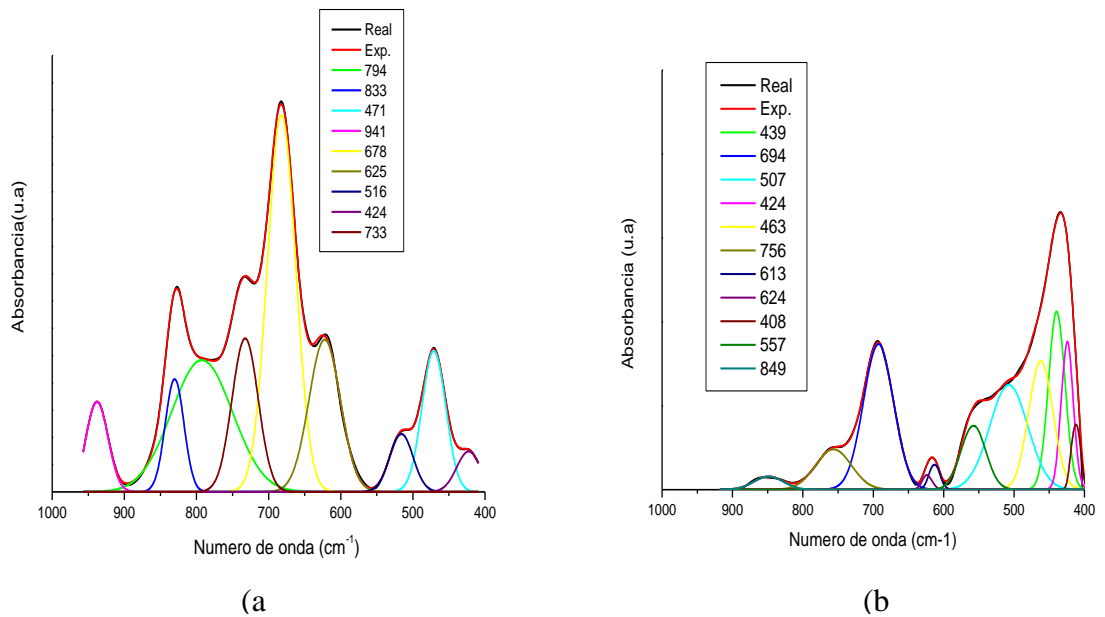 Real
Exp.
794
833
471
941
678
625
516
424
733
Absorbancia(u.a)
1000 900 800 700 600 500 400
Numero de onda (cm-1)
(a
Real
Exp.
439
694
507
424
463
756
613
624
408
557
849
Absorbancia (u.a)
1000 900 800 700 600 500 400
Numero de onda (cm-1)
(b